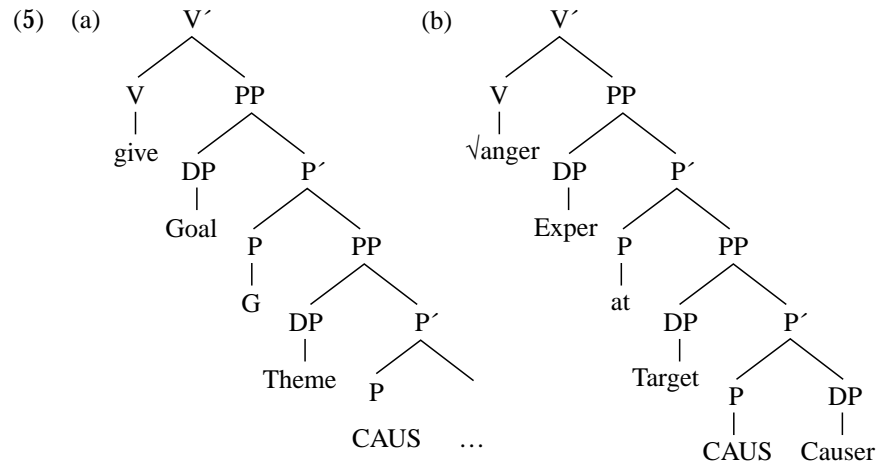 (5) (a) V´ (b) V´
V PP V PP
give √anger
DP P´ DP P´
Goal Exper
P PP P PP
G at
DP P´ DP P´
Theme Target
P P DP
CAUS … CAUS Causer